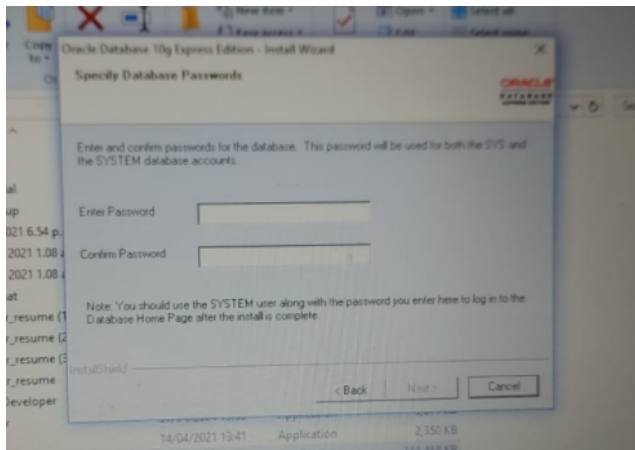 New item
Open
Select all
Copy
to
Easy access
Edit
Oracle Database 10g Express Edition - Install Wizard
Specify Database Passwords
ORACLE
DATABASE
EXPRESS EDITION
Enter and confirm passwords for the database. This password will be used for both the SYS and
the SYSTEM database accounts.
Enter Password
Confirm Password
Note: You should use the SYSTEM user along with the password you enter here to log in to the
Database Home Page after the install is complete.
InstallShield
< Back
Next >
Cancel
al
up
021 6.54 p.
2021 1.08
2021 1.08
at
r_resume (1
r_resume (2
r_resume (3
r_resume
Developer
14/04/2021 13:41 Application 2,350 KB